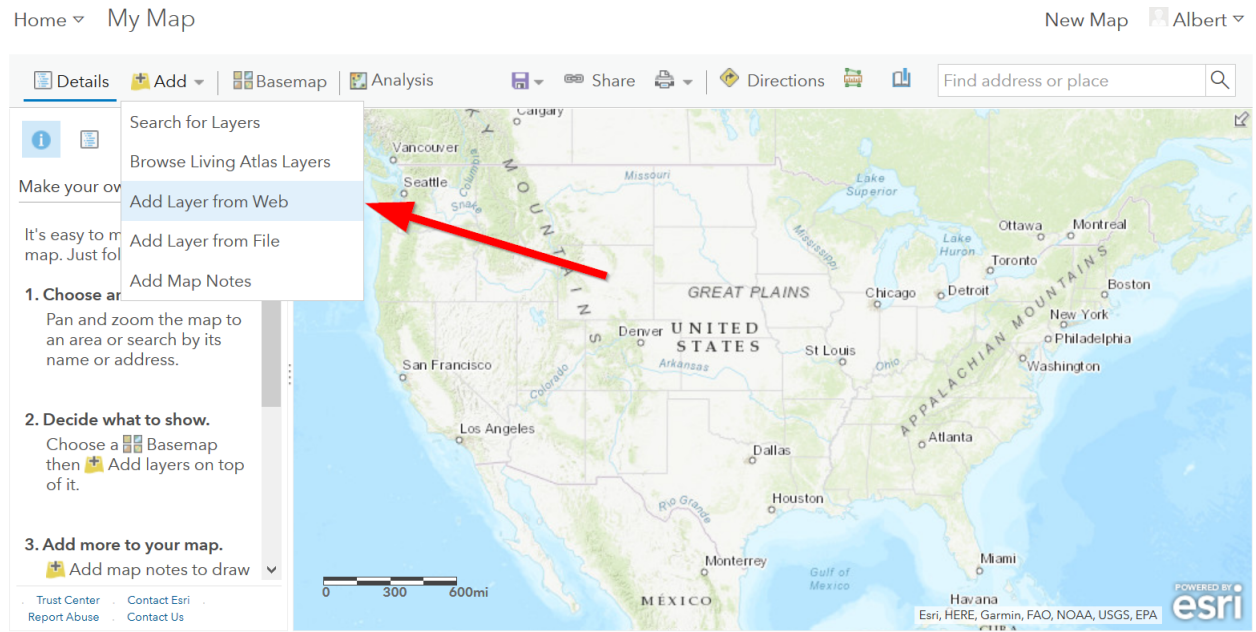 Home My Map New Map Albert
Details Add Basemap Analysis Share Directions Find address or place
Search for Layers
Browse Living Atlas Layers
Add Layer from Web
Add Layer from File
Add Map Notes
Make your ow
It's easy to m
map. Just fol
1. Choose an
Pan and zoom the map to
an area or search by its
name or address.
2. Decide what to show.
Choose a Basemap
then Add layers on top
of it.
3. Add more to your map.
Add map notes to draw
Trust Center Contact Esri
Report Abuse Contact Us
Calgary
Vancouver
Seattle
Columbia
Snake
Missouri
Lake
Superior
Mississippi
Ottawa
Montreal
Lake
Huron
Toronto
ROCKY MOUNTAINS
GREAT PLAINS
Chicago
Detroit
Boston
New York
Philadelphia
Washington
APPALACHIAN MOUNTAINS
Denver
UNITED
STATES
St Louis
Ohio
Arkansas
San Francisco
Colorado
Los Angeles
Atlanta
Dallas
Rio Grande
Houston
Monterrey
Miami
Gulf of
Mexico
MÉXICO
Havana
CUBA
0 300 600mi
Esri, HERE, Garmin, FAO, NOAA, USGS, EPA
POWERED BY
esri